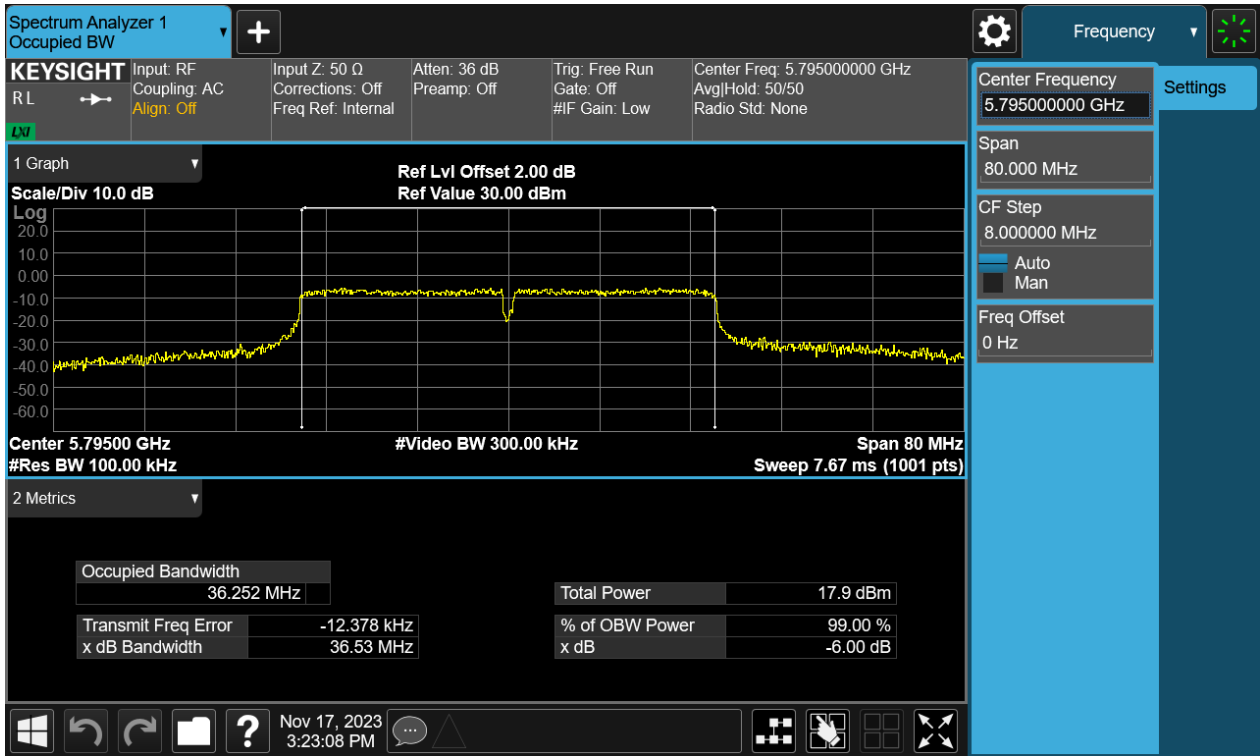 Spectrum Analyzer 1
Occupied BW
Frequency
KEYSIGHT
R L
LXI
Input: RF
Coupling: AC
Align: Off
Input Z: 50 Ω
Corrections: Off
Freq Ref: Internal
Atten: 36 dB
Preamp: Off
Trig: Free Run
Gate: Off
#IF Gain: Low
Center Freq: 5.795000000 GHz
Avg|Hold: 50/50
Radio Std: None
Center Frequency
5.795000000 GHz
Settings
Span
80.000 MHz
CF Step
8.000000 MHz
Auto
Man
Freq Offset
0 Hz
1 Graph
Ref Lvl Offset 2.00 dB
Scale/Div 10.0 dB
Ref Value 30.00 dBm
Log
20.0
10.0
0.00
-10.0
-20.0
-30.0
-40.0
-50.0
-60.0
Center 5.79500 GHz
#Video BW 300.00 kHz
Span 80 MHz
#Res BW 100.00 kHz
Sweep 7.67 ms (1001 pts)
2 Metrics
Occupied Bandwidth
36.252 MHz
Total Power 17.9 dBm
Transmit Freq Error -12.378 kHz
% of OBW Power 99.00 %
x dB Bandwidth 36.53 MHz
x dB -6.00 dB
?
Nov 17, 2023
3:23:08 PM